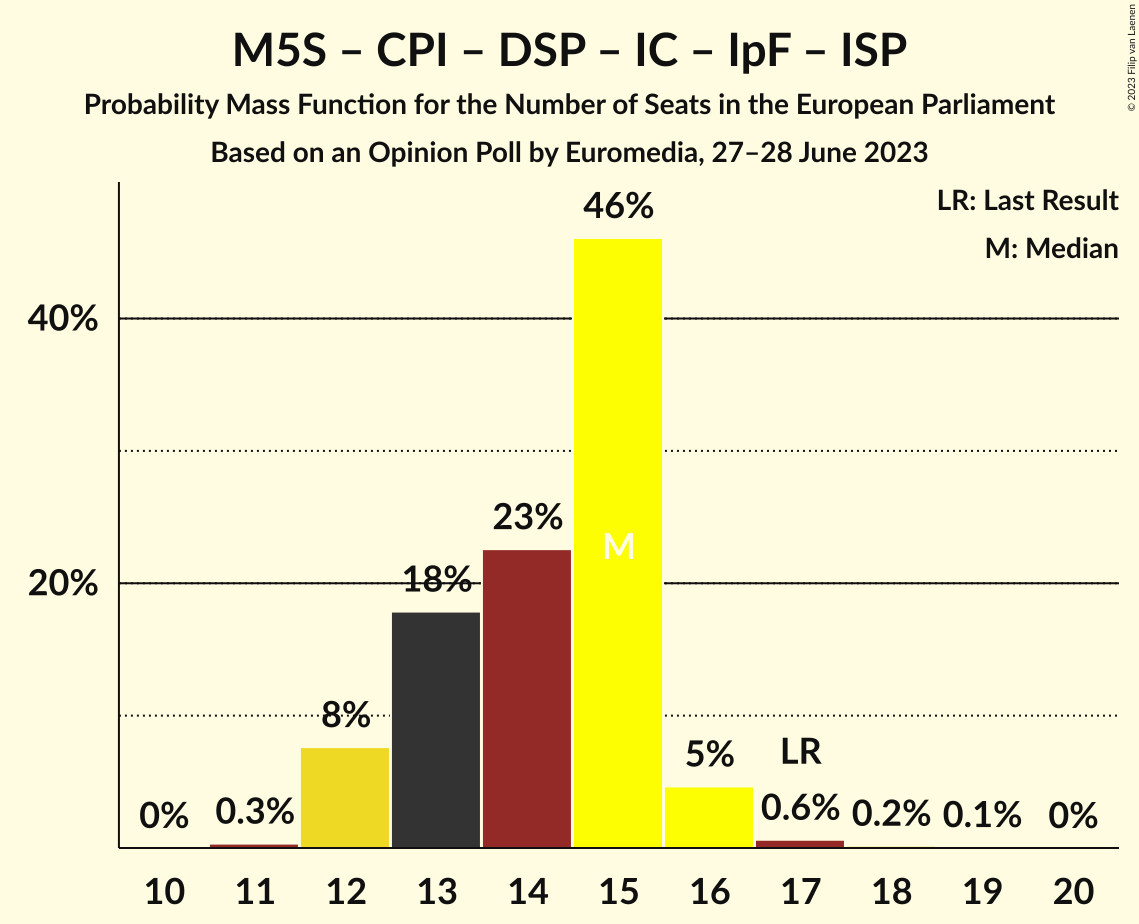 M5S – CPI – DSP – IC – IpF – ISP
Probability Mass Function for the Number of Seats in the European Parliament
Based on an Opinion Poll by Euromedia, 27–28 June 2023
© 2023 Filip van Laenen
LR: Last Result
M: Median
46%
40%
23%
M
20%
18%
8%
5%
LR
0%
0.3%
0.6%
0.2%
0.1%
0%
10 11 12 13 14 15 16 17 18 19 20